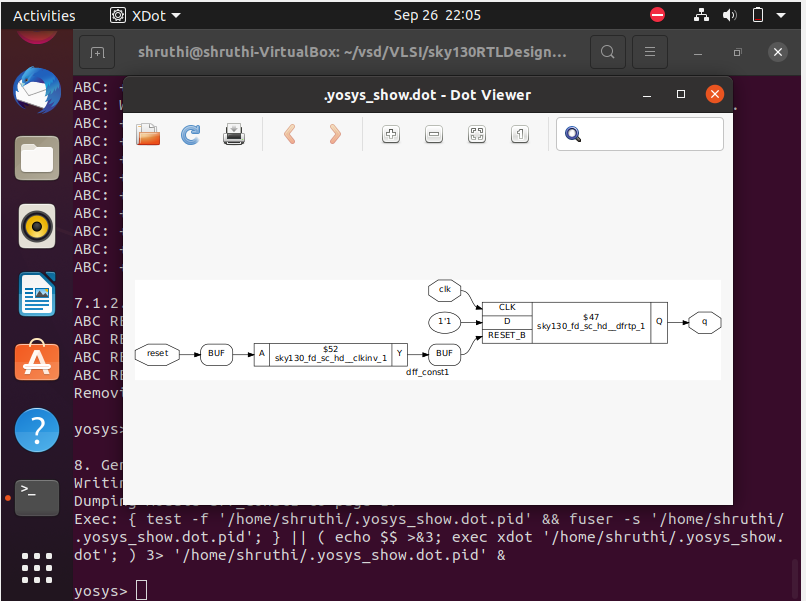 Activities
XDot
Sep 26 22:05
shruthi@shruthi-VirtualBox: ~/vsd/VLSI/sky130RTLDesign...
.yosys_show.dot - Dot Viewer
ABC: +
ABC: W
ABC: +
ABC: +
ABC: +
ABC: +
ABC: +
ABC: +
ABC: +
ABC: +
ABC: +
clk
CLK
$47
1'1
D
sky130_fd_sc_hd__dfrtp_1
Q
q
RESET_B
reset
BUF
A
$52
sky130_fd_sc_hd__clkinv_1
Y
BUF
dff_const1
7.1.2.
ABC RE
ABC RE
ABC RE
ABC RE
Removi
yosys>
8. Gen
Writin
Dumping
Exec: { test -f '/home/shruthi/.yosys_show.dot.pid' && fuser -s '/home/shruthi/
.yosys_show.dot.pid'; } || ( echo $$ >&3; exec xdot '/home/shruthi/.yosys_show.
dot'; ) 3> '/home/shruthi/.yosys_show.dot.pid' &
yosys>